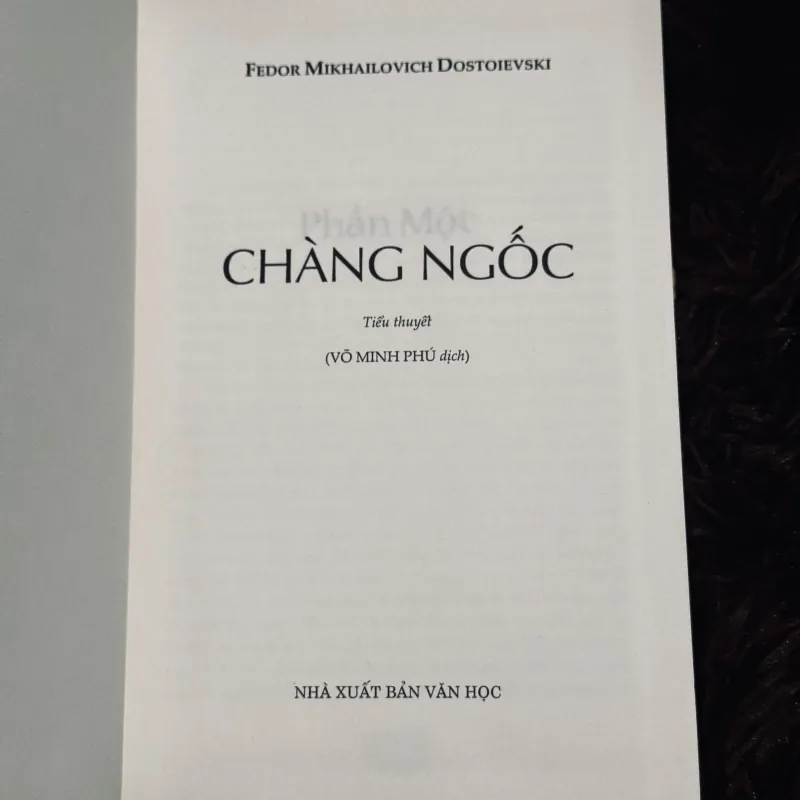 FEDOR MIKHAILOVICH DOSTOIEVSKI
Phần Một
CHÀNG NGỐC
Tiểu thuyết
(VÕ MINH PHÚ dịch)
NHÀ XUẤT BẢN VĂN HỌC